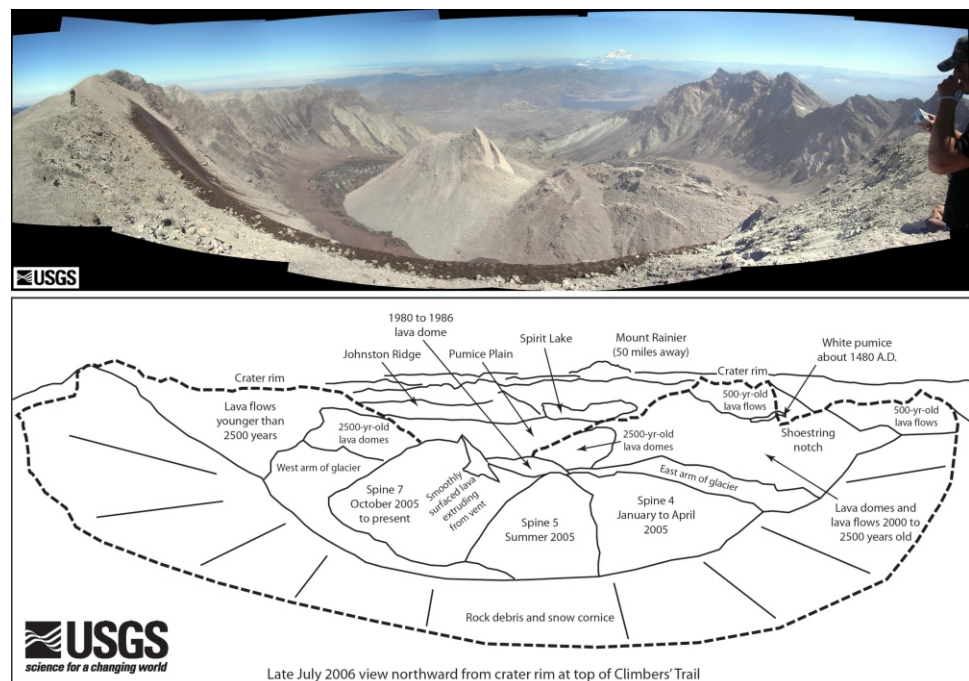 USGS
1980 to 1986
lava dome
Johnston Ridge
Pumice Plain
Spirit Lake
Mount Rainier
(50 miles away)
White pumice
about 1480 A.D.
Crater rim
Crater rim
Lava flows
younger than
2500 years
2500-yr-old
lava domes
500-yr-old
lava flows
500-yr-old
lava flows
Shoestring
notch
2500-yr-old
lava domes
West arm of glacier
East arm of glacier
Spine 7
October 2005
to present
Smoothly
surfaced lava
extruding
from vent
Spine 5
Summer 2005
Spine 4
January to April
2005
Lava domes and
lava flows 2000 to
2500 years old
Rock debris and snow cornice
USGS
science for a changing world
Late July 2006 view northward from crater rim at top of Climbers' Trail